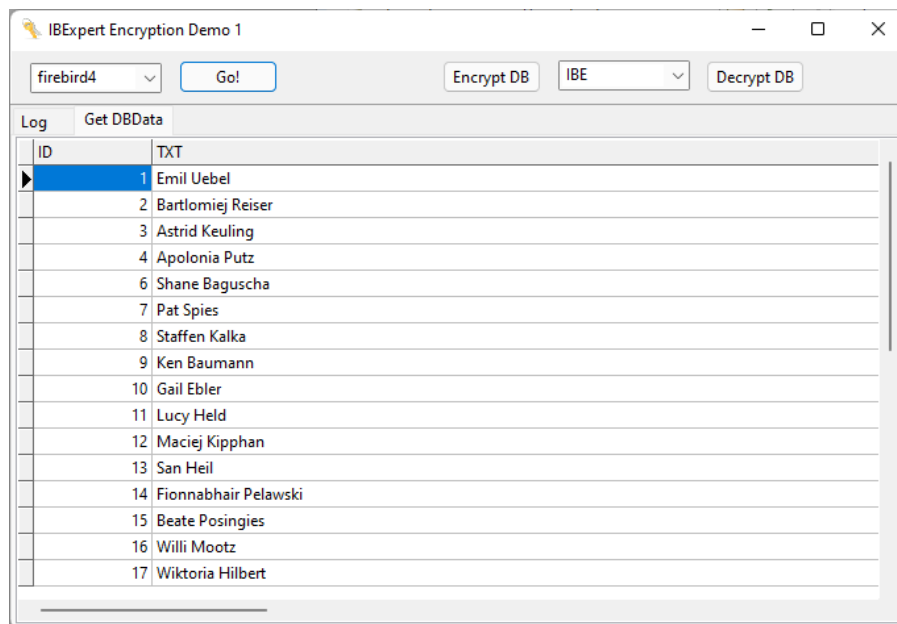 IBExpert Encryption Demo 1
firebird4 Go! Encrypt DB IBE Decrypt DB
Log Get DBData
ID TXT
1 Emil Uebel
2 Bartlomiej Reiser
3 Astrid Keuling
4 Apolonia Putz
6 Shane Baguscha
7 Pat Spies
8 Staffen Kalka
9 Ken Baumann
10 Gail Ebler
11 Lucy Held
12 Maciej Kipphan
13 San Heil
14 Fionnabhair Pelawski
15 Beate Posingies
16 Willi Mootz
17 Wiktoria Hilbert